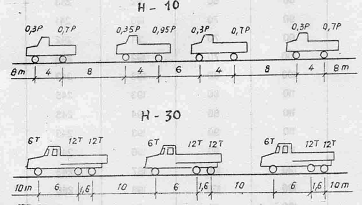 Н-10
0,3P 0,7P 0,35P 0,95P 0,3P 0,7P 0,3P 0,7P
8m 4 8 4 6 4 8 4 8m
Н-30
6T 12T 12T 6T 12T 12T 6T 12T 12T
10m 6 1,6 10 6 1,6 10 6 1,6 10m